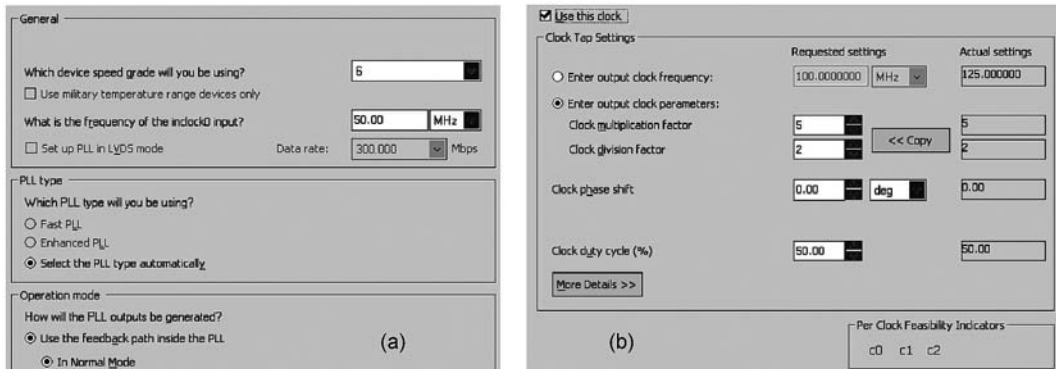 General
Which device speed grade will you be using?
6
Use military temperature range devices only
What is the frequency of the inclock0 input?
50.00
MHz
Set up PLL in LVDS mode
Data rate:
300.000
Mbps
PLL type
Which PLL type will you be using?
Fast PLL
Enhanced PLL
Select the PLL type automatically
Operation mode
How will the PLL outputs be generated?
Use the feedback path inside the PLL
In Normal Mode
(a)
Use this clock
Clock Tap Settings
Requested settings
Actual settings
Enter output clock frequency:
100.0000000
MHz
125.000000
Enter output clock parameters:
Clock multiplication factor
5
<< Copy
5
Clock division factor
2
2
Clock phase shift
0.00
deg
0.00
Clock duty cycle (%)
50.00
50.00
More Details >>
Per Clock Feasibility Indicators
c0 c1 c2
(b)